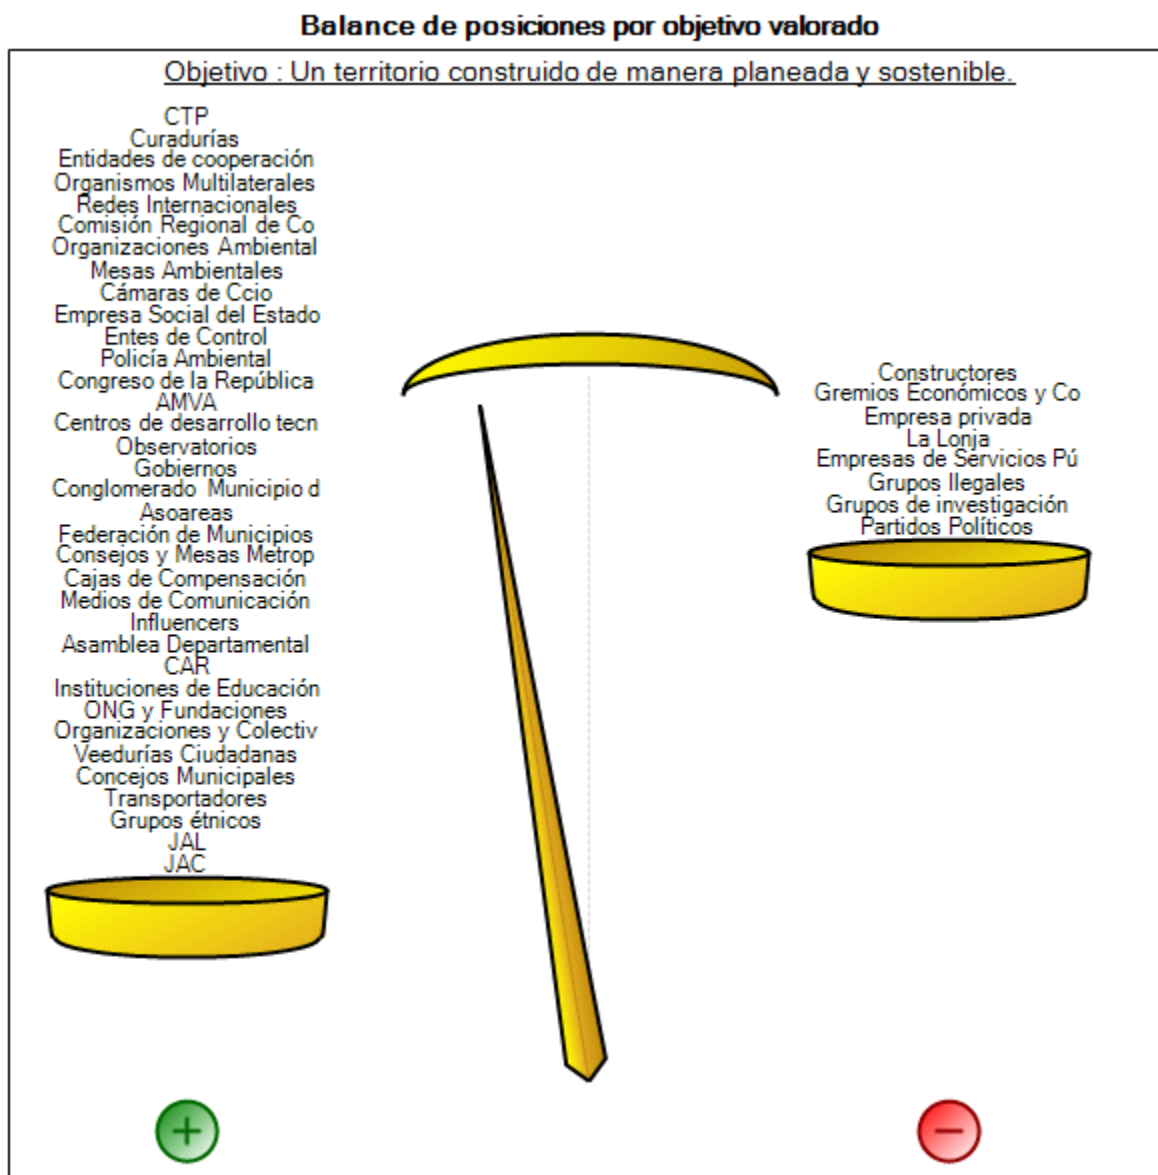 Balance de posiciones por objetivo valorado
Objetivo : Un territorio construido de manera planeada y sostenible.
CTP
Curadurías
Entidades de cooperación
Organismos Multilaterales
Redes Internacionales
Comisión Regional de Co
Organizaciones Ambiental
Mesas Ambientales
Cámaras de Ccio
Empresa Social del Estado
Entes de Control
Policía Ambiental
Congreso de la República
AMVA
Centros de desarrollo tecn
Observatorios
Gobiernos
Conglomerado Municipio d
Asoareas
Federación de Municipios
Consejos y Mesas Metrop
Cajas de Compensación
Medios de Comunicación
Influencers
Asamblea Departamental
CAR
Instituciones de Educación
ONG y Fundaciones
Organizaciones y Colectiv
Veedurías Ciudadanas
Concejos Municipales
Transportadores
Grupos étnicos
JAL
JAC
Constructores
Gremios Económicos y Co
Empresa privada
La Lonja
Empresas de Servicios Pú
Grupos Ilegales
Grupos de investigación
Partidos Políticos
+
−